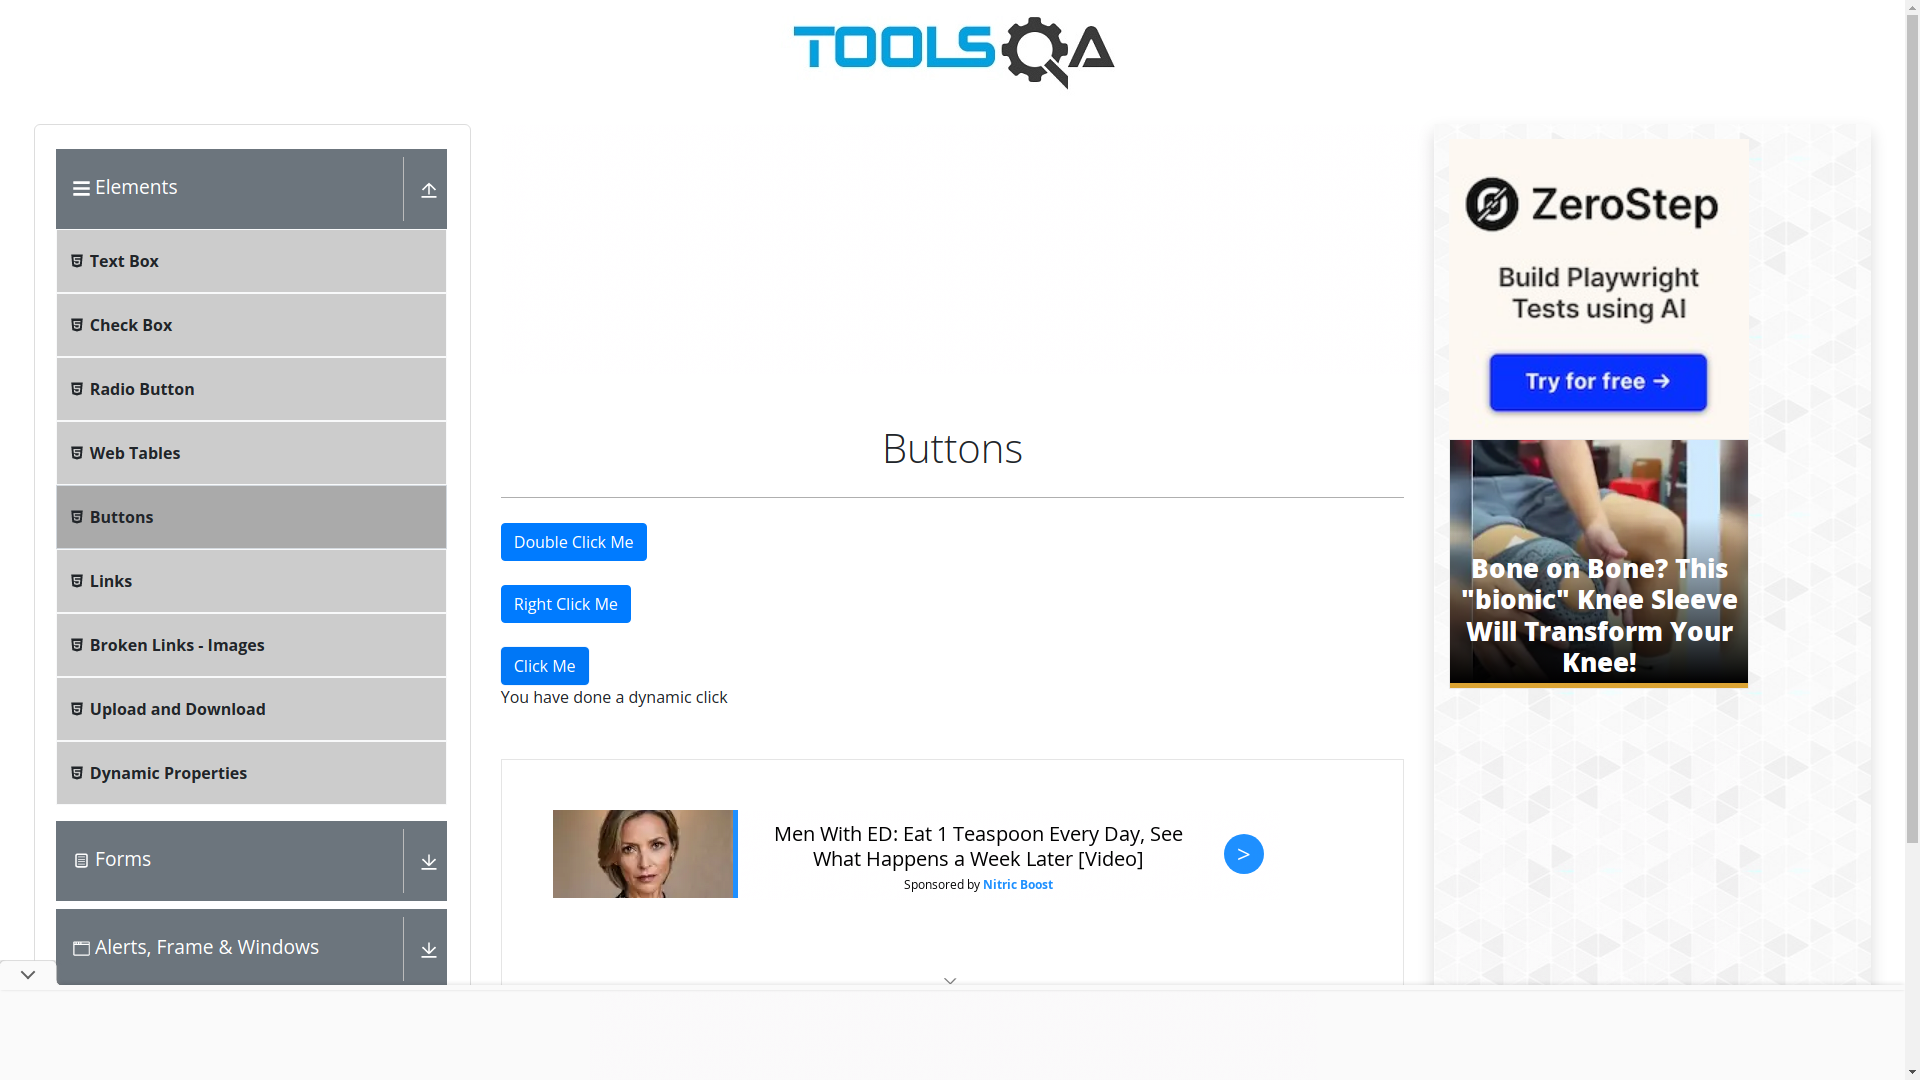 TOOLSQA
Elements
Text Box
Check Box
Radio Button
Web Tables
Buttons
Links
Broken Links - Images
Upload and Download
Dynamic Properties
Forms
Alerts, Frame & Windows
Buttons
Double Click Me
Right Click Me
Click Me
You have done a dynamic click
Men With ED: Eat 1 Teaspoon Every Day, See
What Happens a Week Later [Video]
Sponsored by Nitric Boost
>
ZeroStep
Build Playwright
Tests using AI
Try for free →
Bone on Bone? This
"bionic" Knee Sleeve
Will Transform Your
Knee!